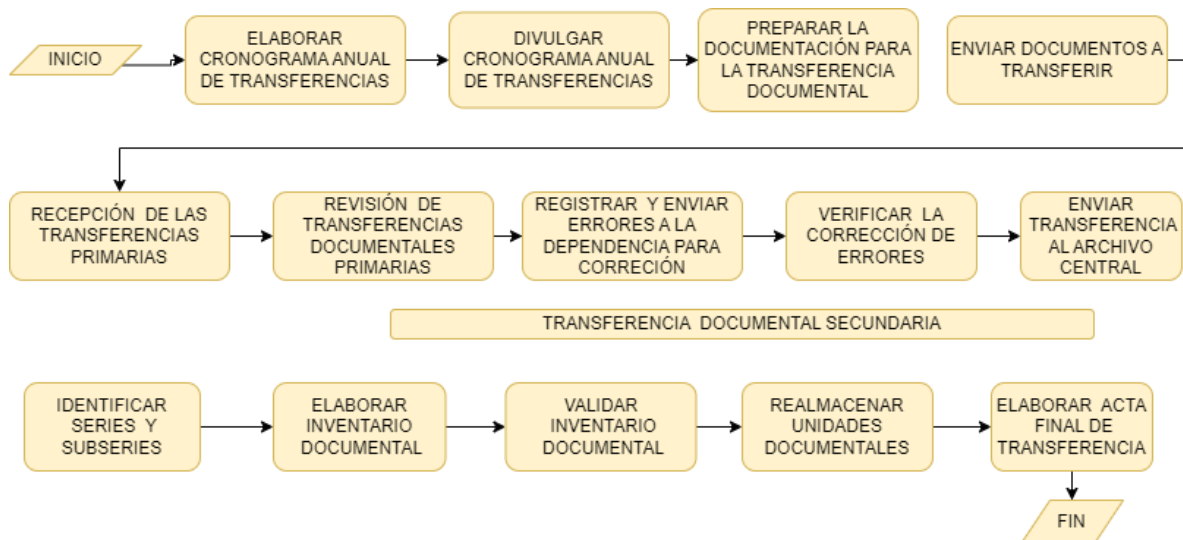 INICIO
ELABORAR
CRONOGRAMA ANUAL
DE TRANSFERENCIAS
DIVULGAR
CRONOGRAMA ANUAL
DE TRANSFERENCIAS
PREPARAR LA
DOCUMENTACIÓN PARA
LA TRANSFERENCIA
DOCUMENTAL
ENVIAR DOCUMENTOS A
TRANSFERIR
RECEPCIÓN DE LAS
TRANSFERENCIAS
PRIMARIAS
REVISIÓN DE
TRANSFERENCIAS
DOCUMENTALES
PRIMARIAS
REGISTRAR Y ENVIAR
ERRORES A LA
DEPENDENCIA PARA
CORRECIÓN
VERIFICAR LA
CORRECCIÓN DE
ERRORES
ENVIAR
TRANSFERENCIA
AL ARCHIVO
CENTRAL
TRANSFERENCIA DOCUMENTAL SECUNDARIA
IDENTIFICAR
SERIES Y
SUBSERIES
ELABORAR
INVENTARIO
DOCUMENTAL
VALIDAR
INVENTARIO
DOCUMENTAL
REALMACENAR
UNIDADES
DOCUMENTALES
ELABORAR ACTA
FINAL DE
TRANSFERENCIA
FIN